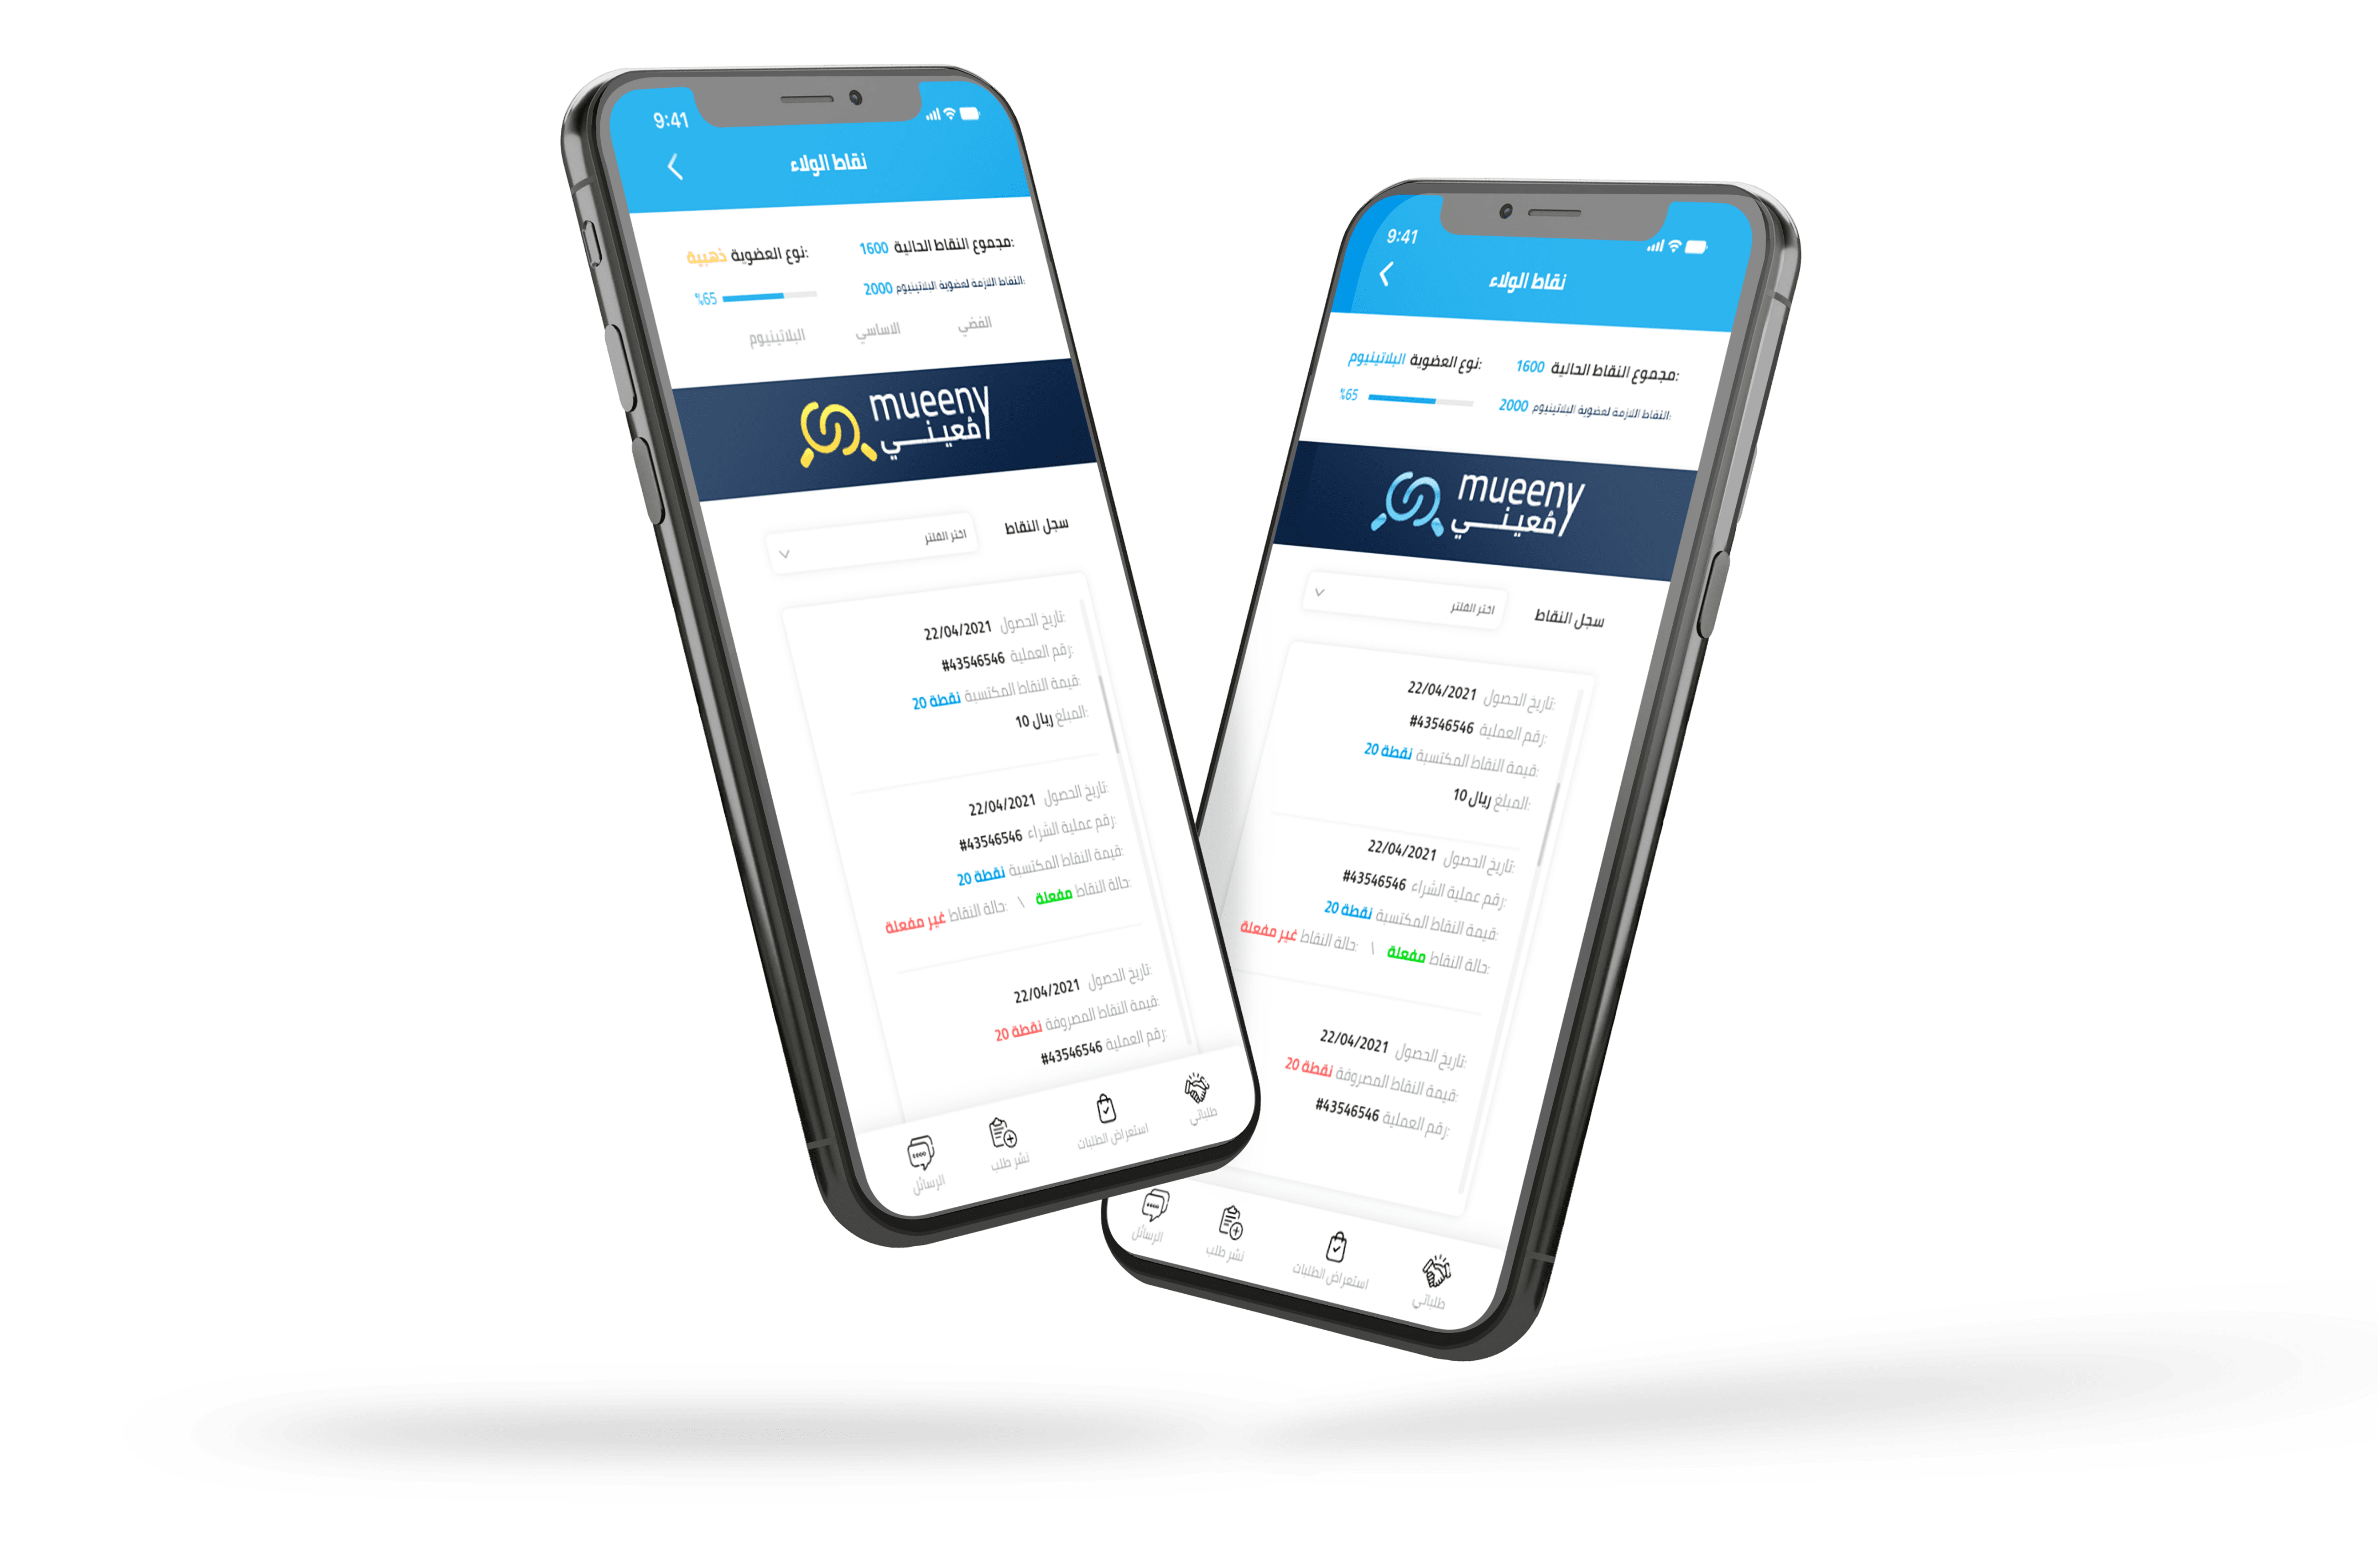 9:41
نقاط الولاء
مجموع النقاط الحالية: 1600
نوع العضوية: ذهبية
النقاط اللازمة لعضوية البلاتينيوم: 2000
%65
الفضي الاساسي البلاتينيوم
mueeny
مُعيني
سجل النقاط
اختر الفلتر
تاريخ الحصول: 22/04/2021
رقم العملية: #43546546
قيمة النقاط المكتسبة: 20 نقطة
المبلغ: 10 ريال
تاريخ الحصول: 22/04/2021
رقم عملية الشراء: #43546546
قيمة النقاط المكتسبة: 20 نقطة
حالة النقاط: مفعلة \ حالة النقاط: غير مفعلة
تاريخ الحصول: 22/04/2021
قيمة النقاط المصروفة: 20 نقطة
رقم العملية: #43546546
طلباتي
استعراض الطلبات
نشر طلب
الرسائل
9:41
نقاط الولاء
مجموع النقاط الحالية: 1600
نوع العضوية: البلاتينيوم
النقاط اللازمة لعضوية البلاتينيوم: 2000
%65
mueeny
مُعيني
سجل النقاط
اختر الفلتر
تاريخ الحصول: 22/04/2021
رقم العملية: #43546546
قيمة النقاط المكتسبة: 20 نقطة
المبلغ: 10 ريال
تاريخ الحصول: 22/04/2021
رقم عملية الشراء: #43546546
قيمة النقاط المكتسبة: 20 نقطة
حالة النقاط: مفعلة \ حالة النقاط: غير مفعلة
تاريخ الحصول: 22/04/2021
قيمة النقاط المصروفة: 20 نقطة
رقم العملية: #43546546
طلباتي
استعراض الطلبات
نشر طلب
الرسائل